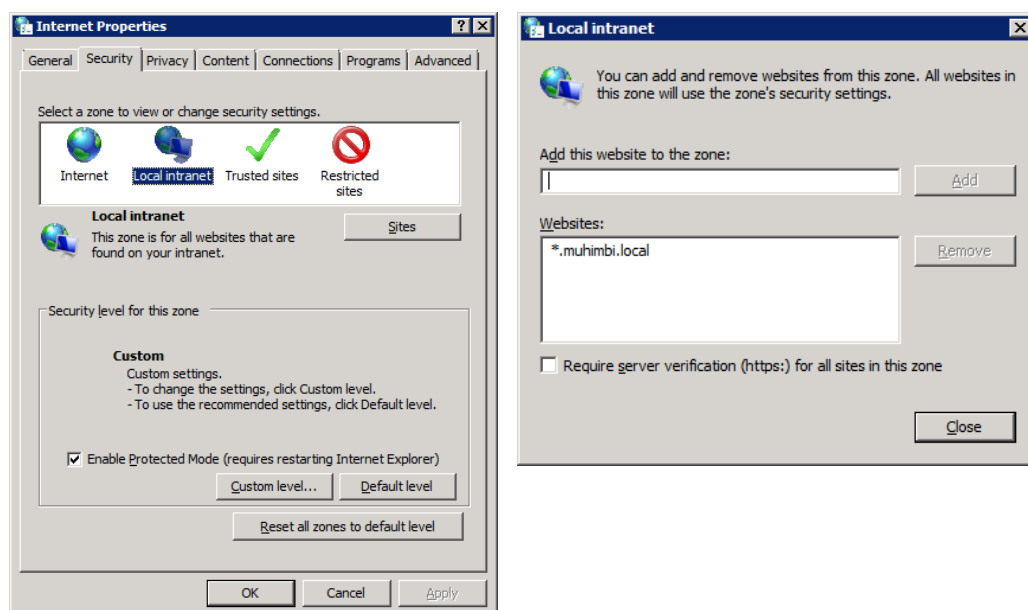 Internet Properties
General Security Privacy Content Connections Programs Advanced
Select a zone to view or change security settings.
Internet Local intranet Trusted sites Restricted sites
Local intranet
This zone is for all websites that are
found on your intranet.
Sites
Security level for this zone
Custom
Custom settings.
- To change the settings, click Custom level.
- To use the recommended settings, click Default level.
Enable Protected Mode (requires restarting Internet Explorer)
Custom level... Default level
Reset all zones to default level
OK Cancel Apply
Local intranet
You can add and remove websites from this zone. All websites in
this zone will use the zone's security settings.
Add this website to the zone:
Add
Websites:
*.muhimbi.local
Remove
Require server verification (https:) for all sites in this zone
Close